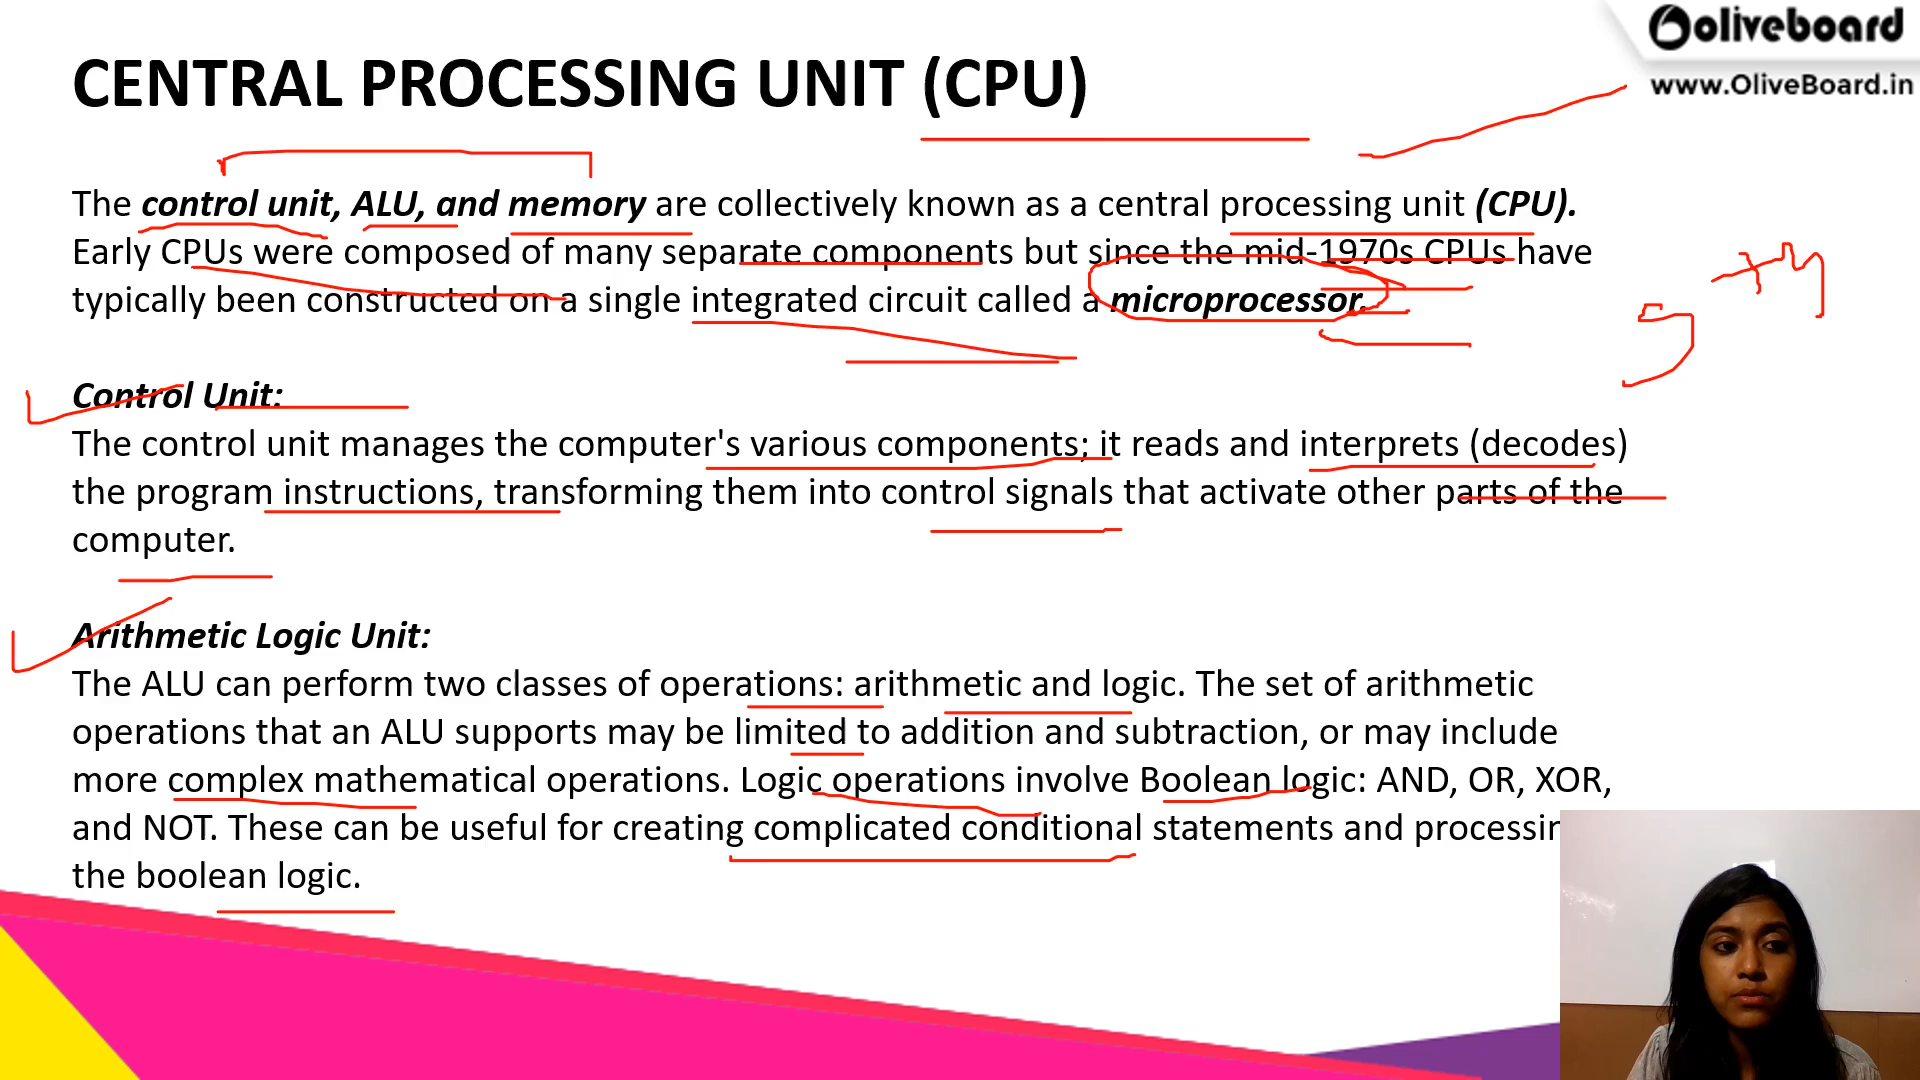 oliveboard
www.OliveBoard.in
CENTRAL PROCESSING UNIT (CPU)
The control unit, ALU, and memory are collectively known as a central processing unit (CPU).
Early CPUs were composed of many separate components but since the mid-1970s CPUs have
typically been constructed on a single integrated circuit called a microprocessor.
5 +4
Control Unit:
The control unit manages the computer's various components; it reads and interprets (decodes)
the program instructions, transforming them into control signals that activate other parts of the
computer.
Arithmetic Logic Unit:
The ALU can perform two classes of operations: arithmetic and logic. The set of arithmetic
operations that an ALU supports may be limited to addition and subtraction, or may include
more complex mathematical operations. Logic operations involve Boolean logic: AND, OR, XOR,
and NOT. These can be useful for creating complicated conditional statements and processin
the boolean logic.